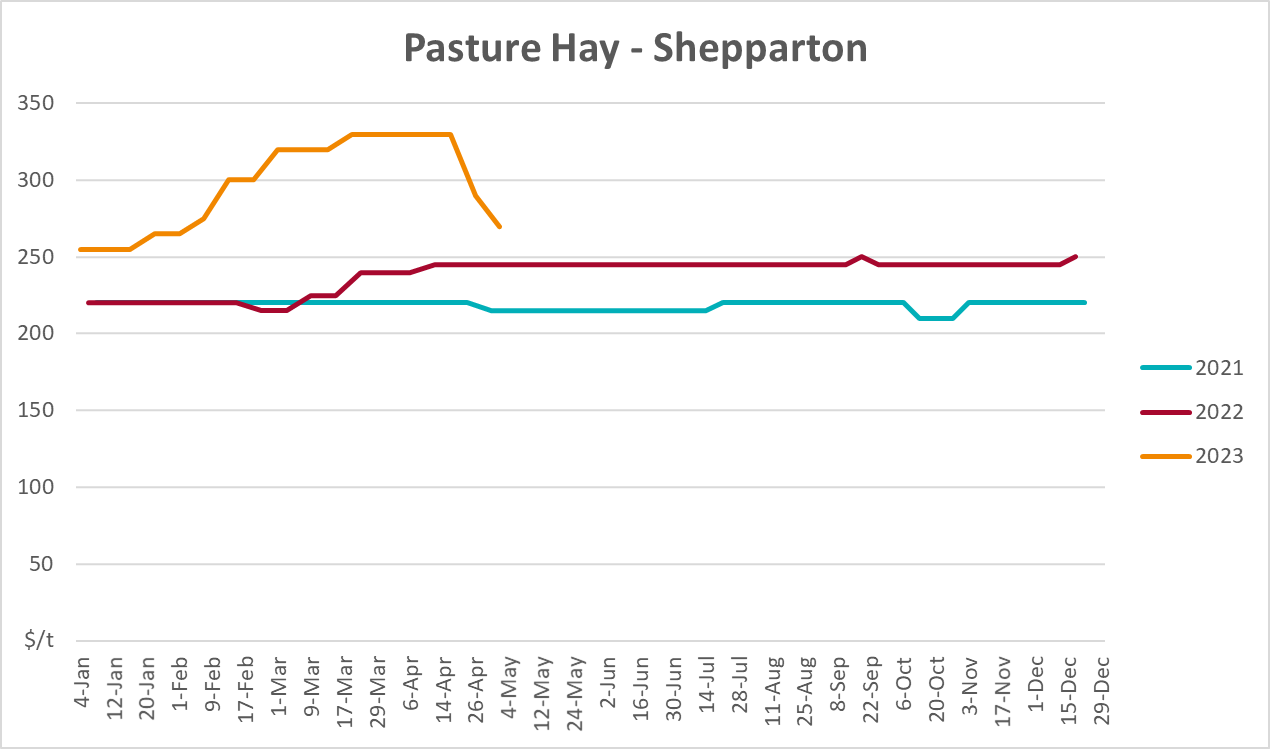 Pasture Hay - Shepparton
350
300
250
200
150
100
50
$/t
4-Jan
12-Jan
20-Jan
1-Feb
9-Feb
17-Feb
1-Mar
9-Mar
17-Mar
29-Mar
6-Apr
14-Apr
26-Apr
4-May
12-May
24-May
2-Jun
16-Jun
30-Jun
14-Jul
28-Jul
11-Aug
25-Aug
8-Sep
22-Sep
6-Oct
20-Oct
3-Nov
17-Nov
1-Dec
15-Dec
29-Dec
2021
2022
2023